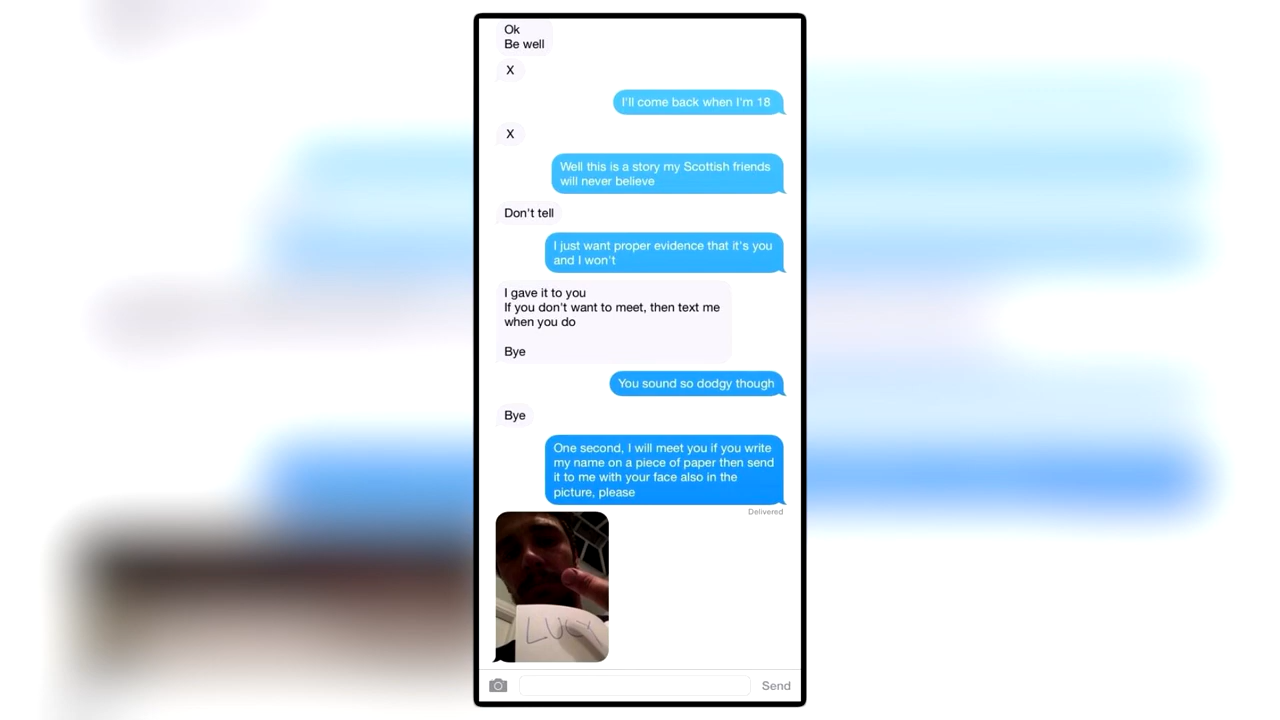 Ok
Be well
X
I'll come back when I'm 18
X
Well this is a story my Scottish friends
will never believe
Don't tell
I just want proper evidence that it's you
and I won't
I gave it to you
If you don't want to meet, then text me
when you do
Bye
You sound so dodgy though
Bye
One second, I will meet you if you write
my name on a piece of paper then send
it to me with your face also in the
picture, please
Delivered
LUCY
Send